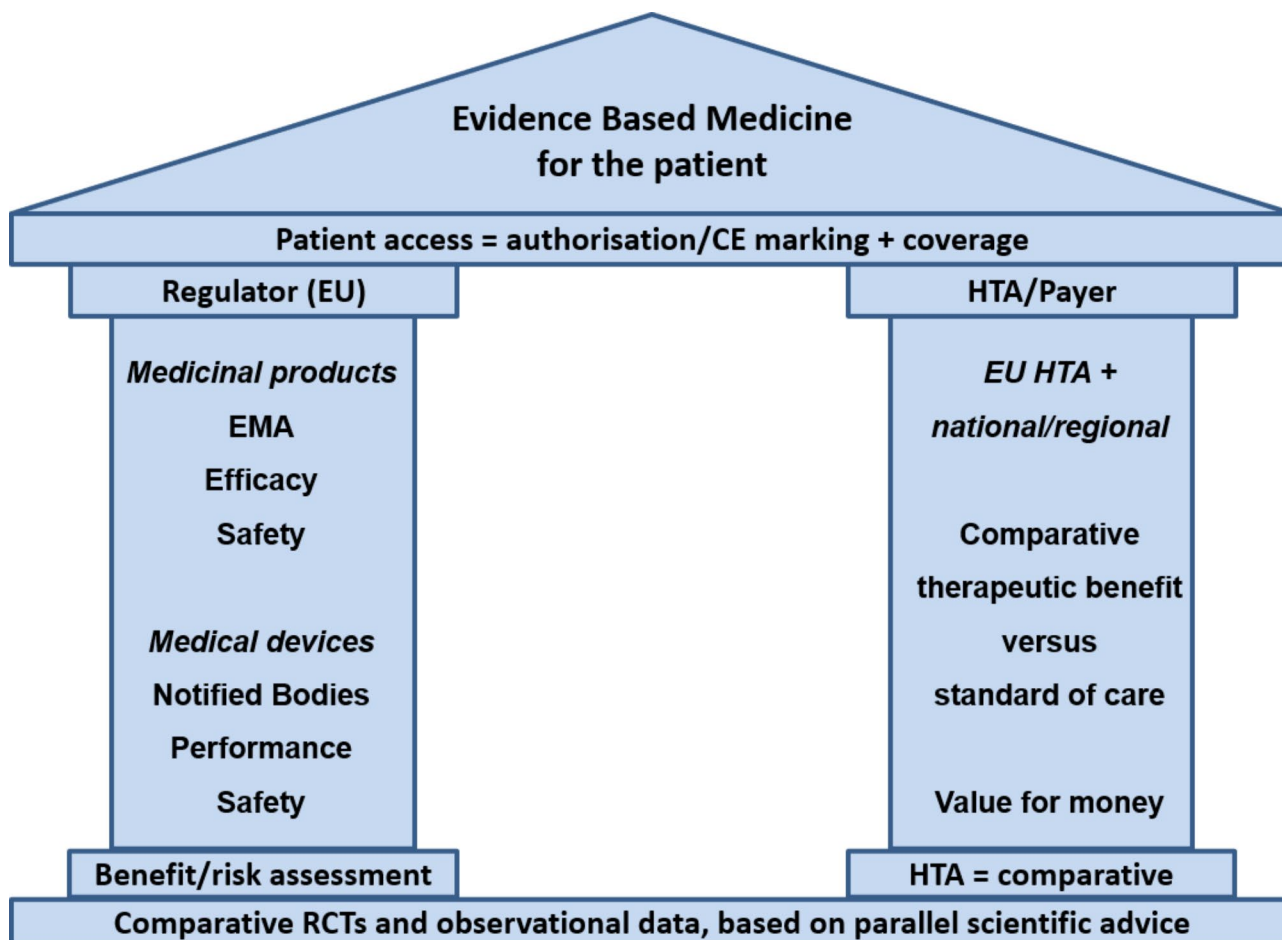 Evidence Based Medicine
for the patient
Patient access = authorisation/CE marking + coverage
Regulator (EU)
Medicinal products
EMA
Efficacy
Safety
Medical devices
Notified Bodies
Performance
Safety
Benefit/risk assessment
HTA/Payer
EU HTA +
national/regional
Comparative
therapeutic benefit
versus
standard of care
Value for money
HTA = comparative
Comparative RCTs and observational data, based on parallel scientific advice